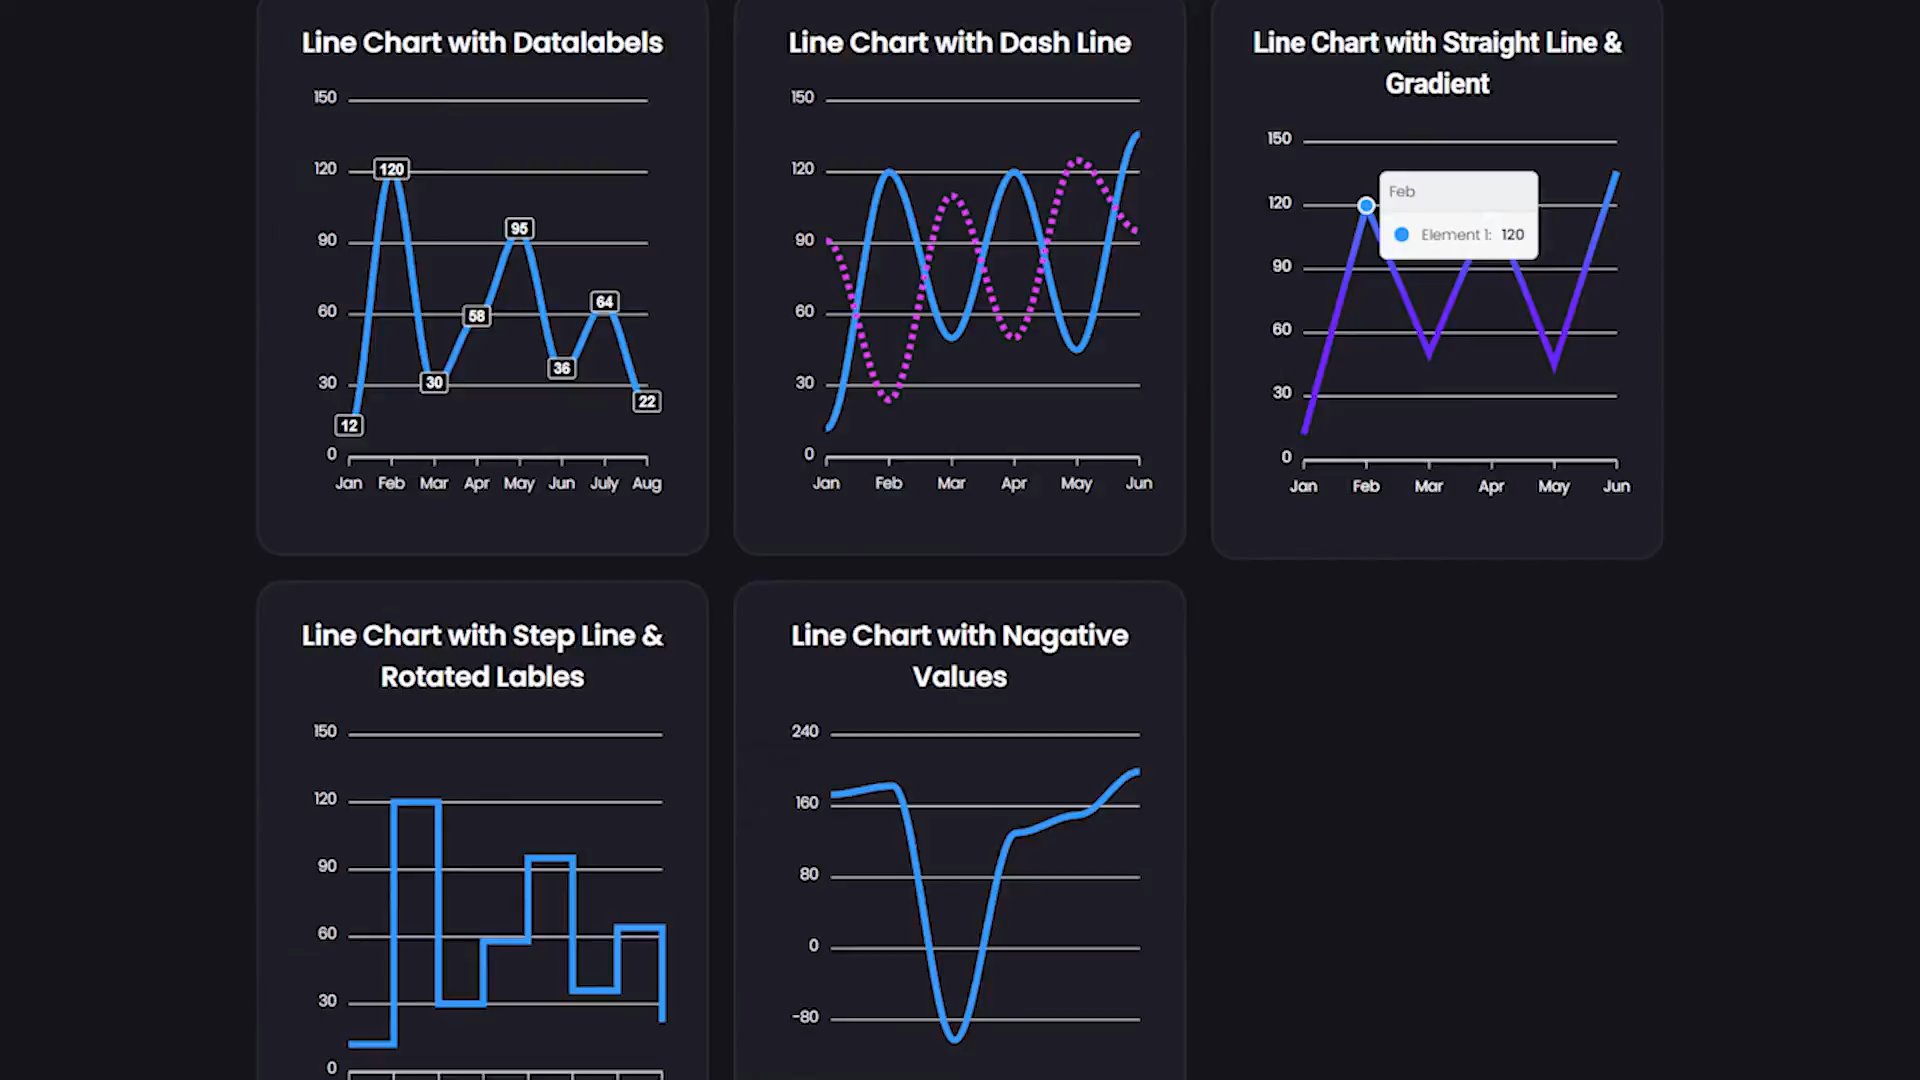 Line Chart with Datalabels
150
120
90
60
30
0
120
95
64
58
36
30
22
12
Jan Feb Mar Apr May Jun July Aug
Line Chart with Dash Line
150
120
90
60
30
0
Jan Feb Mar Apr May Jun
Line Chart with Straight Line &
Gradient
150
120
90
60
30
0
Feb
Element 1: 120
Jan Feb Mar Apr May Jun
Line Chart with Step Line &
Rotated Lables
150
120
90
60
30
0
Line Chart with Nagative
Values
240
160
80
0
-80